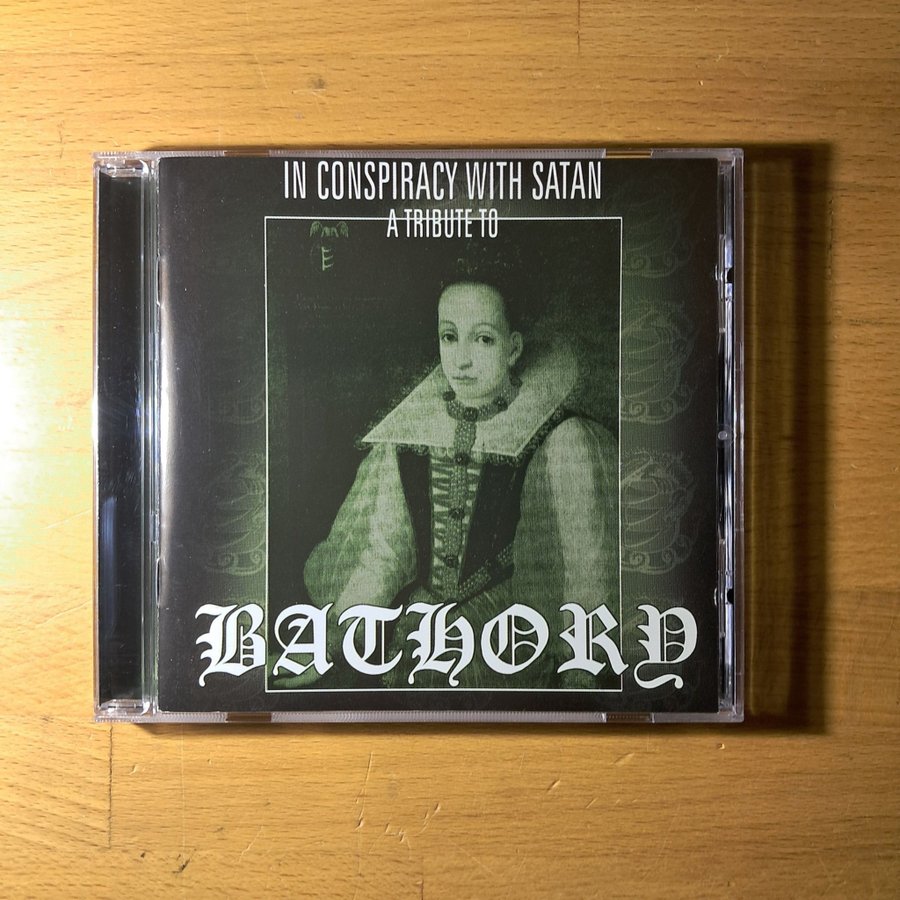 IN CONSPIRACY WITH SATAN
A TRIBUTE TO
E
BATHORY